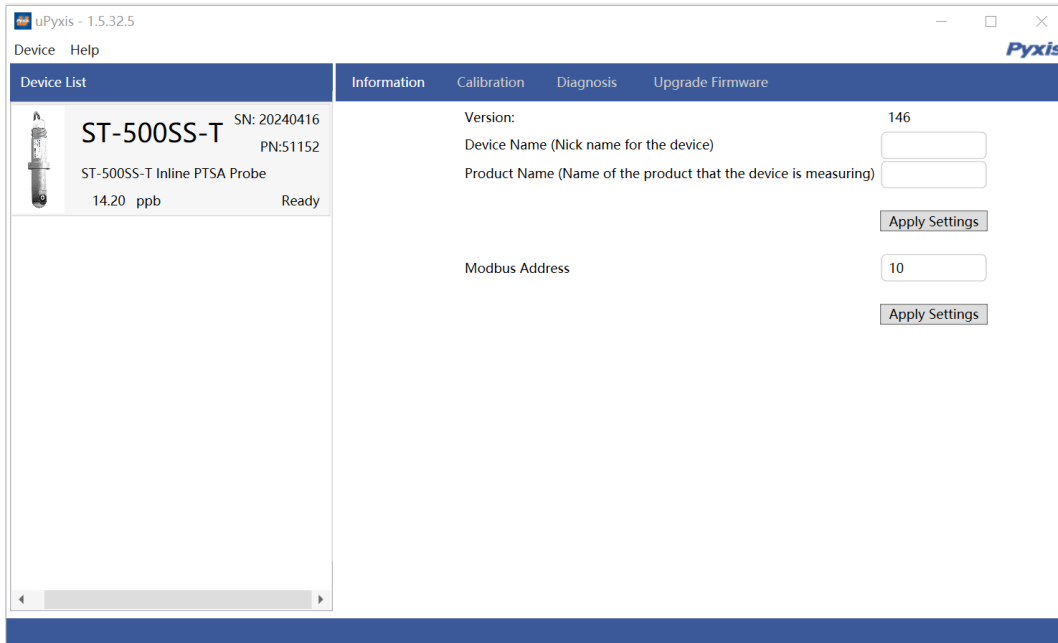 uPyxis - 1.5.32.5
Device Help
Pyxis
Device List
Information Calibration Diagnosis Upgrade Firmware
ST-500SS-T
SN: 20240416
PN:51152
ST-500SS-T Inline PTSA Probe
14.20 ppb Ready
Version: 146
Device Name (Nick name for the device)
Product Name (Name of the product that the device is measuring)
Apply Settings
Modbus Address 10
Apply Settings